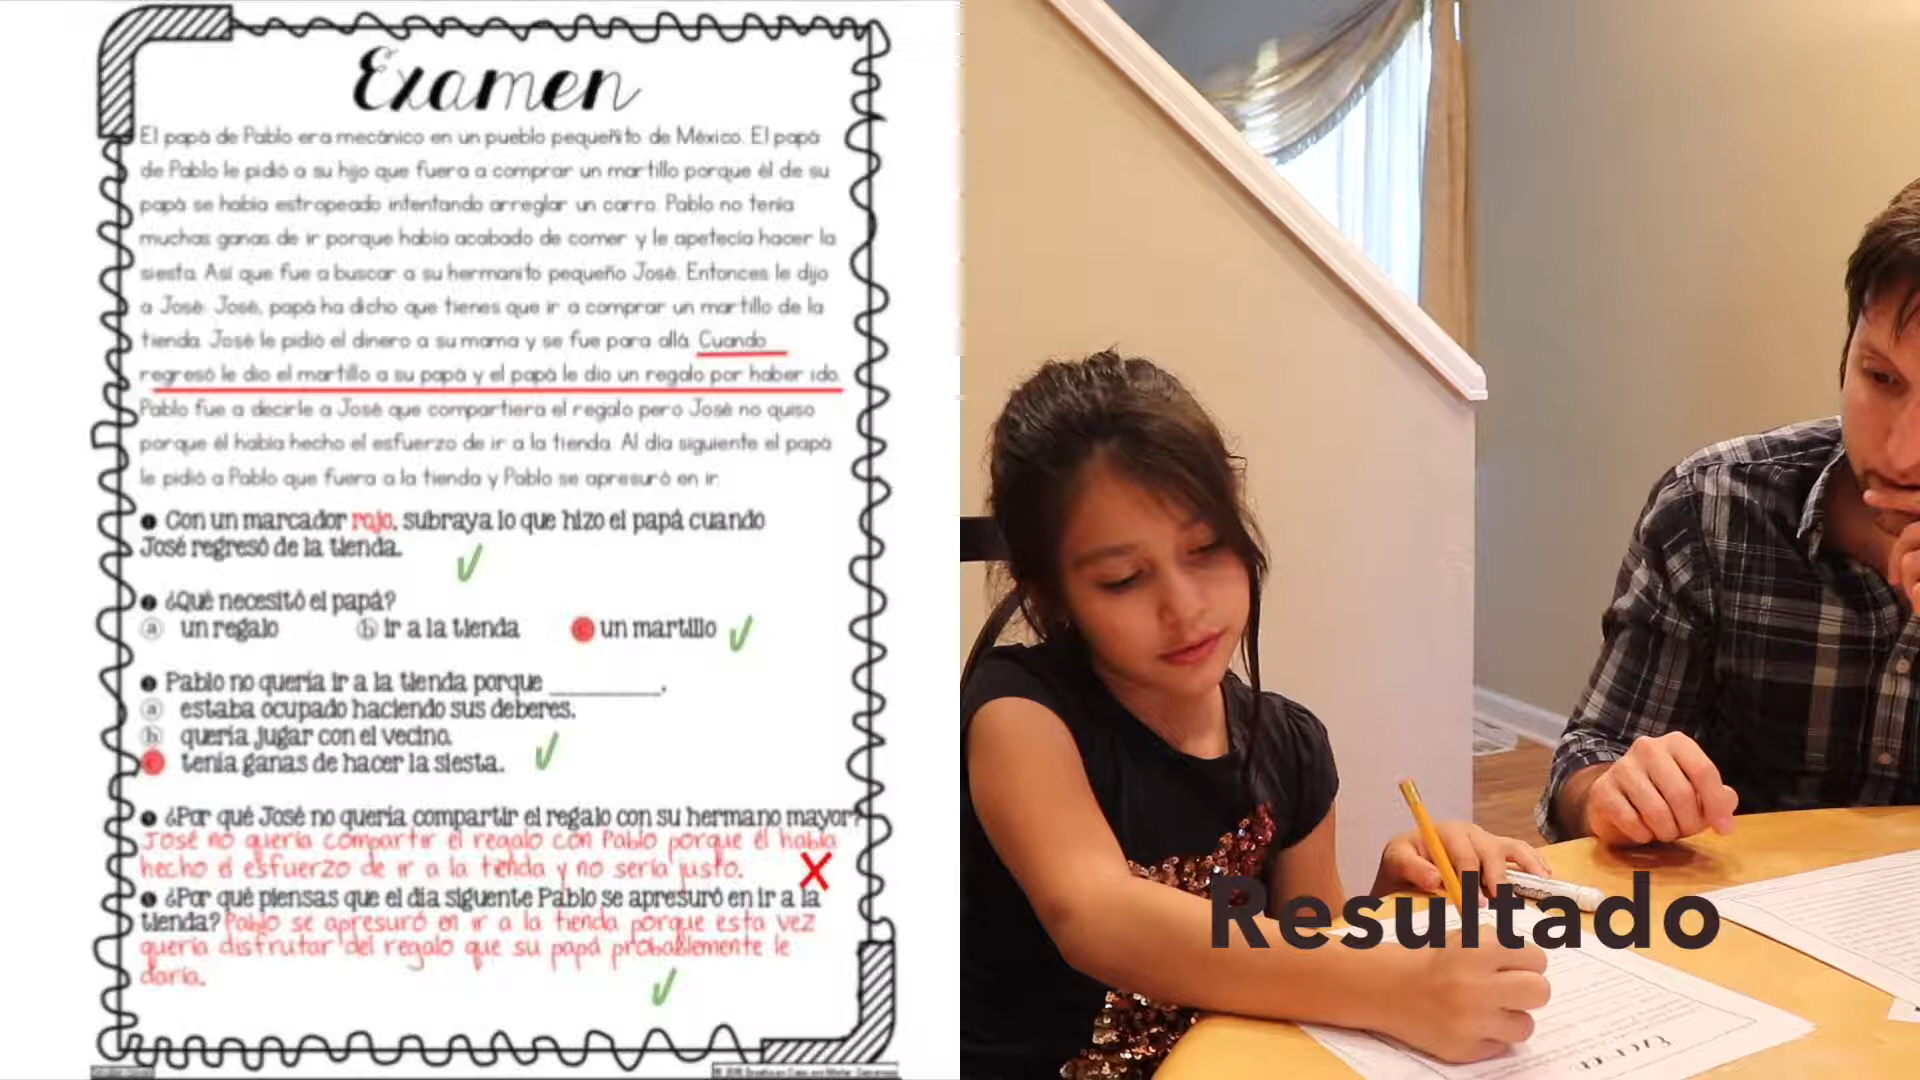 Examen
El papá de Pablo era mecánico en un pueblo pequeñito de México. El papá
de Pablo le pidió a su hijo que fuera a comprar un martillo porque él de su
papá se había estropeado intentando arreglar un carro. Pablo no tenía
muchas ganas de ir porque había acabado de comer y le apetecía hacer la
siesta. Así que fue a buscar a su hermanito pequeño José. Entonces le dijo
a José: José, papá ha dicho que tienes que ir a comprar un martillo de la
tienda. José le pidió el dinero a su mama y se fue para allá. Cuando
regresó le dio el martillo a su papá y el papá le dio un regalo por haber ido.
Pablo fue a decirle a José que compartiera el regalo pero José no quiso
porque él había hecho el esfuerzo de ir a la tienda. Al día siguiente el papá
le pidió a Pablo que fuera a la tienda y Pablo se apresuró en ir.
Con un marcador rojo, subraya lo que hizo el papá cuando
José regresó de la tienda.
¿Qué necesitó el papá?
a un regalo b ir a la tienda un martillo
Pablo no quería ir a la tienda porque __________.
a estaba ocupado haciendo sus deberes.
b quería jugar con el vecino.
tenía ganas de hacer la siesta.
¿Por qué José no quería compartir el regalo con su hermano mayor?
José no quería compartir el regalo con Pablo porque él había
hecho el esfuerzo de ir a la tienda y no sería justo.
¿Por qué piensas que el día siguente Pablo se apresuró en ir a la
tienda? Pablo se apresuró en ir a la tienda porque esta vez
quería disfrutar del regalo que su papá probablemente le
daría.
Resultado